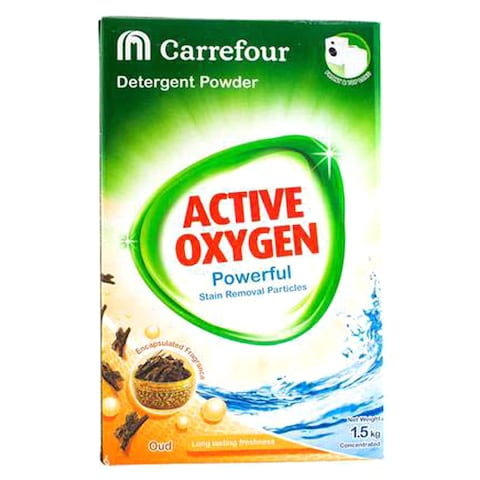 Carrefour
Detergent Powder
ACTIVE
OXYGEN
Powerful
Stain Removal Particles
Encapsulated Fragrance
Oud
Long lasting freshness
Net Weight
1.5 kg
Concentrated